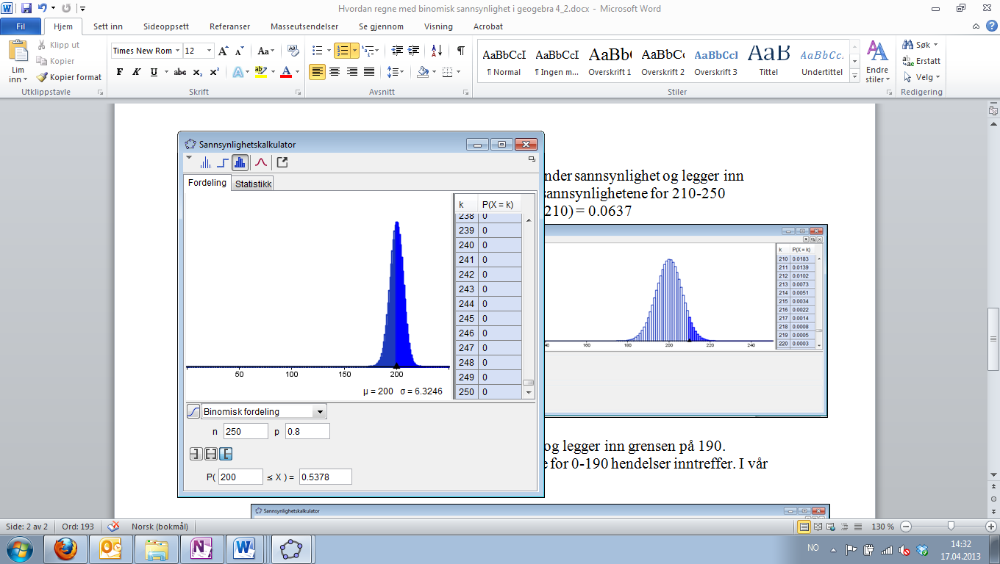 Hvordan regne med binomisk sannsynlighet i geogebra 4_2.docx - Microsoft Word
Fil Hjem Sett inn Sideoppsett Referanser Masseutsendelser Se gjennom Visning Acrobat
Lim inn
Klipp ut
Kopier
Kopier format
Utklippstavle
Times New Rom 12
F K U abc x₂ x² A A
Skrift
Avsnitt
AaBbCcI AaBbCcI AaBb( AaBbCc AaBbCcI AaB AaBbCc.
¶ Normal ¶ Ingen m... Overskrift 1 Overskrift 2 Overskrift 3 Tittel Undertittel
Endre stiler
Stiler
Søk
Erstatt
Velg
Redigering
nder sannsynlighet og legger inn
sannsynlighetene for 210-250
210) = 0.0637
Sannsynlighetskalkulator
Fordeling Statistikk
k P(X = k)
238 0
239 0
240 0
241 0
242 0
243 0
244 0
245 0
246 0
247 0
248 0
249 0
250 0
50 100 150 200
μ = 200 σ = 6.3246
Binomisk fordeling
n 250 p 0.8
P( 200 ≤ X ) = 0.5378
k P(X = k)
210 0.0183
211 0.0139
212 0.0102
213 0.0073
214 0.0051
215 0.0034
216 0.0022
217 0.0014
218 0.0008
219 0.0005
220 0.0003
140 160 180 200 220 240
og legger inn grensen på 190.
e for 0-190 hendelser inntreffer. I vår
Sannsynlighetskalkulator
Side: 2 av 2 Ord: 193 Norsk (bokmål) 130 %
NO 14:32
17.04.2013